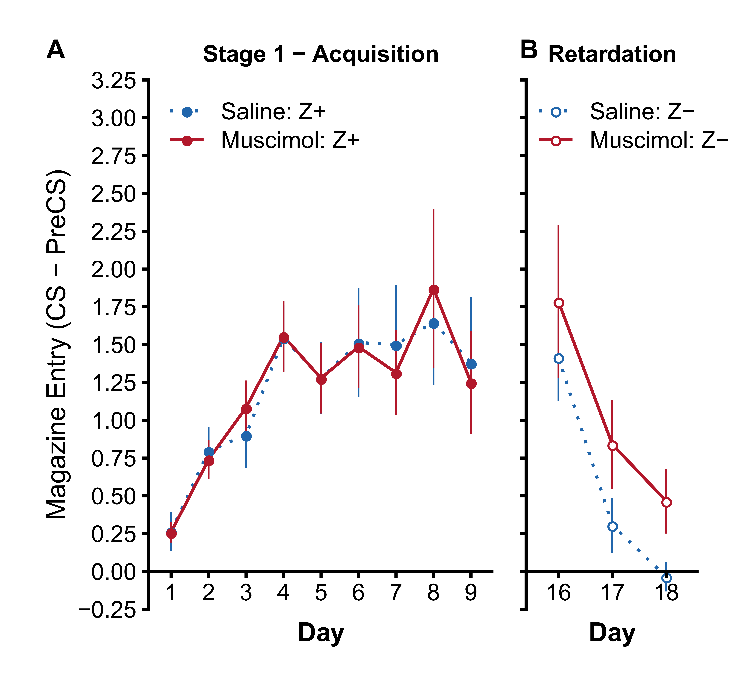 A
Stage 1 − Acquisition
B
Retardation
Saline: Z+
Muscimol: Z+
Saline: Z−
Muscimol: Z−
Magazine Entry (CS − PreCS)
3.25
3.00
2.75
2.50
2.25
2.00
1.75
1.50
1.25
1.00
0.75
0.50
0.25
0.00
−0.25
1 2 3 4 5 6 7 8 9
16 17 18
Day
Day